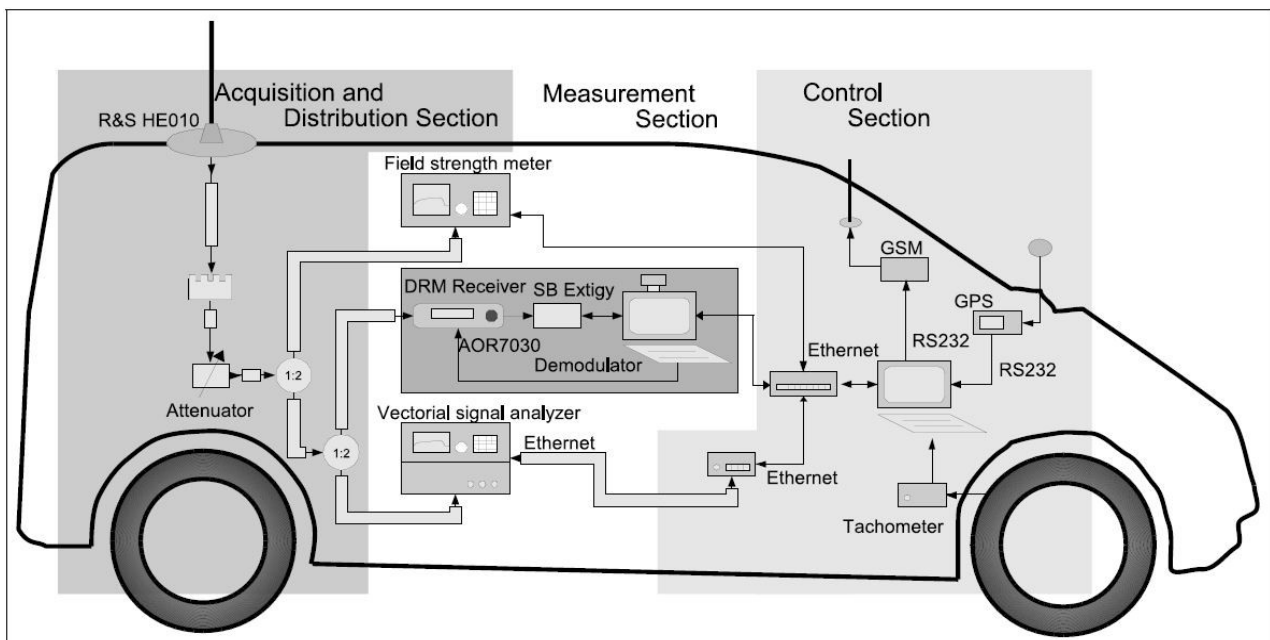 Acquisition and
Distribution Section
Measurement
Section
Control
Section
R&S HE010
Field strength meter
GSM
DRM Receiver
SB Extigy
GPS
AOR7030
Demodulator
Ethernet
RS232
RS232
1:2
Attenuator
Vectorial signal analyzer
1:2
Ethernet
Ethernet
Tachometer